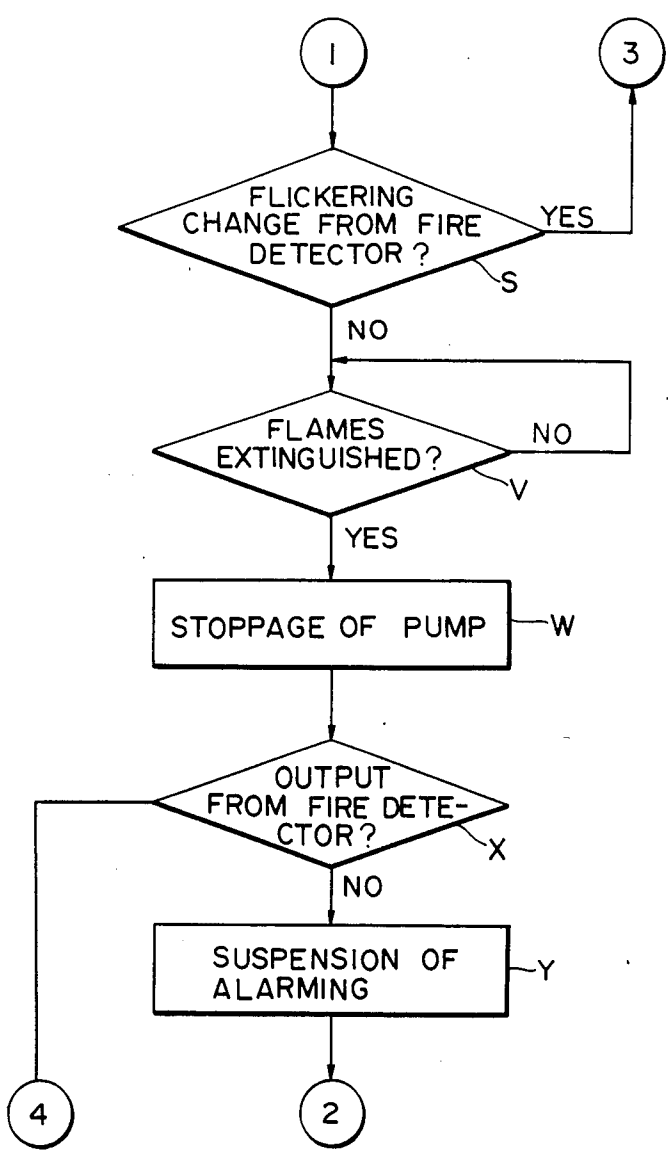 1
3
FLICKERING
CHANGE FROM FIRE
DETECTOR?
YES
S
NO
FLAMES
EXTINGUISHED?
NO
V
YES
STOPPAGE OF PUMP
W
OUTPUT
FROM FIRE DETE-
CTOR?
X
NO
SUSPENSION OF
ALARMING
Y
4
2